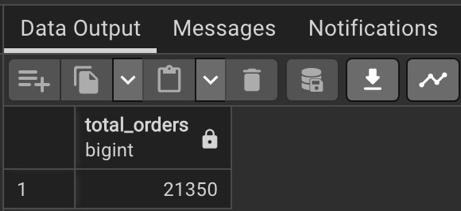 Data Output Messages Notifications
total_orders
bigint
1 21350